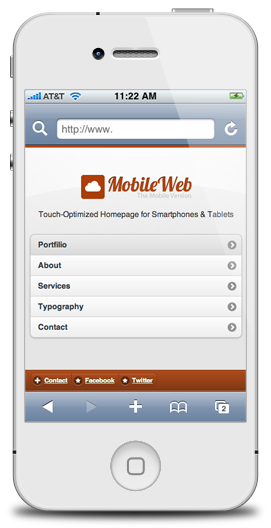 AT&T 11:22 AM
http://www.
MobileWeb
The Mobile Version
Touch-Optimized Homepage for Smartphones & Tablets
Portfilio
About
Services
Typography
Contact
Contact Facebook Twitter
2